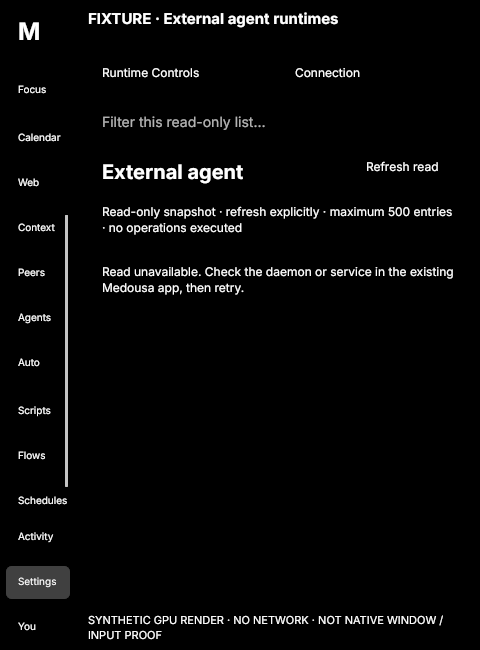 M
FIXTURE · External agent runtimes
Runtime Controls
Connection
Focus
Filter this read-only list...
Calendar
External agent
Refresh read
Web
Read-only snapshot · refresh explicitly · maximum 500 entries
· no operations executed
Context
Peers
Read unavailable. Check the daemon or service in the existing
Medousa app, then retry.
Agents
Auto
Scripts
Flows
Schedules
Activity
Settings
You
SYNTHETIC GPU RENDER · NO NETWORK · NOT NATIVE WINDOW /
INPUT PROOF